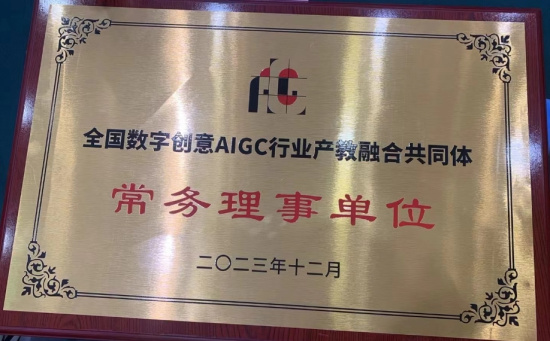 全国数字创意AIGC行业产教融合共同体
常务理事单位
二〇二三年十二月